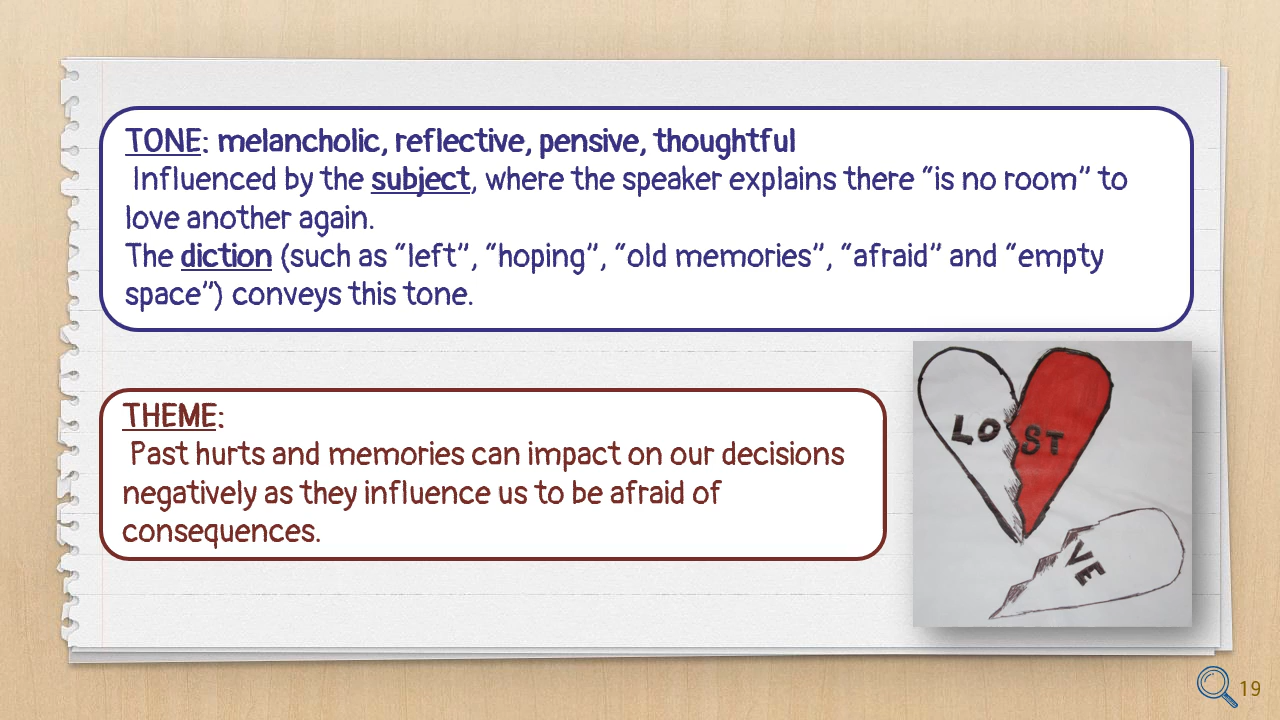 TONE: melancholic, reflective, pensive, thoughtful
Influenced by the subject, where the speaker explains there “is no room” to
love another again.
The diction (such as “left”, “hoping”, “old memories”, “afraid” and “empty
space”) conveys this tone.
THEME:
Past hurts and memories can impact on our decisions
negatively as they influence us to be afraid of
consequences.
LO ST
VE
19